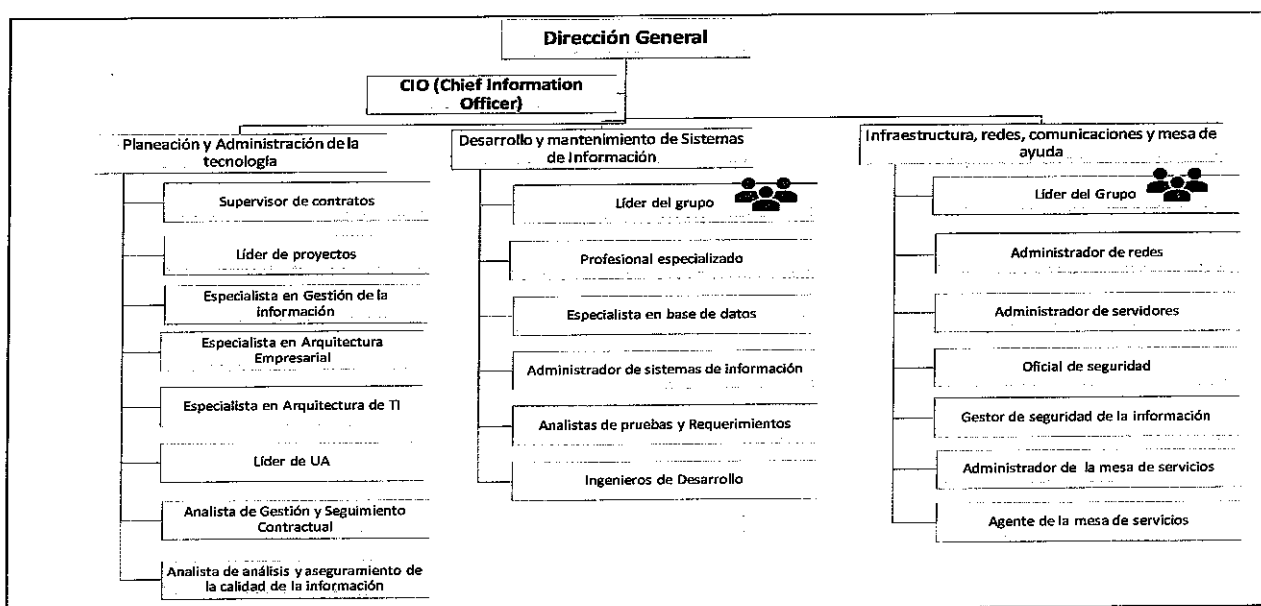 Dirección General
CIO (Chief Information
Officer)
Planeación y Administración de la
tecnología
Supervisor de contratos
Líder de proyectos
Especialista en Gestión de la
información
Especialista en Arquitectura
Empresarial
Especialista en Arquitectura de TI
Líder de UA
Analista de Gestión y Seguimiento
Contractual
Analista de análisis y aseguramiento de
la calidad de la información
Desarrollo y mantenimiento de Sistemas
de Información
Líder del grupo
Profesional especializado
Especialista en base de datos
Administrador de sistemas de información
Analistas de pruebas y Requerimientos
Ingenieros de Desarrollo
Infraestructura, redes, comunicaciones y mesa de
ayuda
Líder del Grupo
Administrador de redes
Administrador de servidores
Oficial de seguridad
Gestor de seguridad de la información
Administrador de la mesa de servicios
Agente de la mesa de servicios